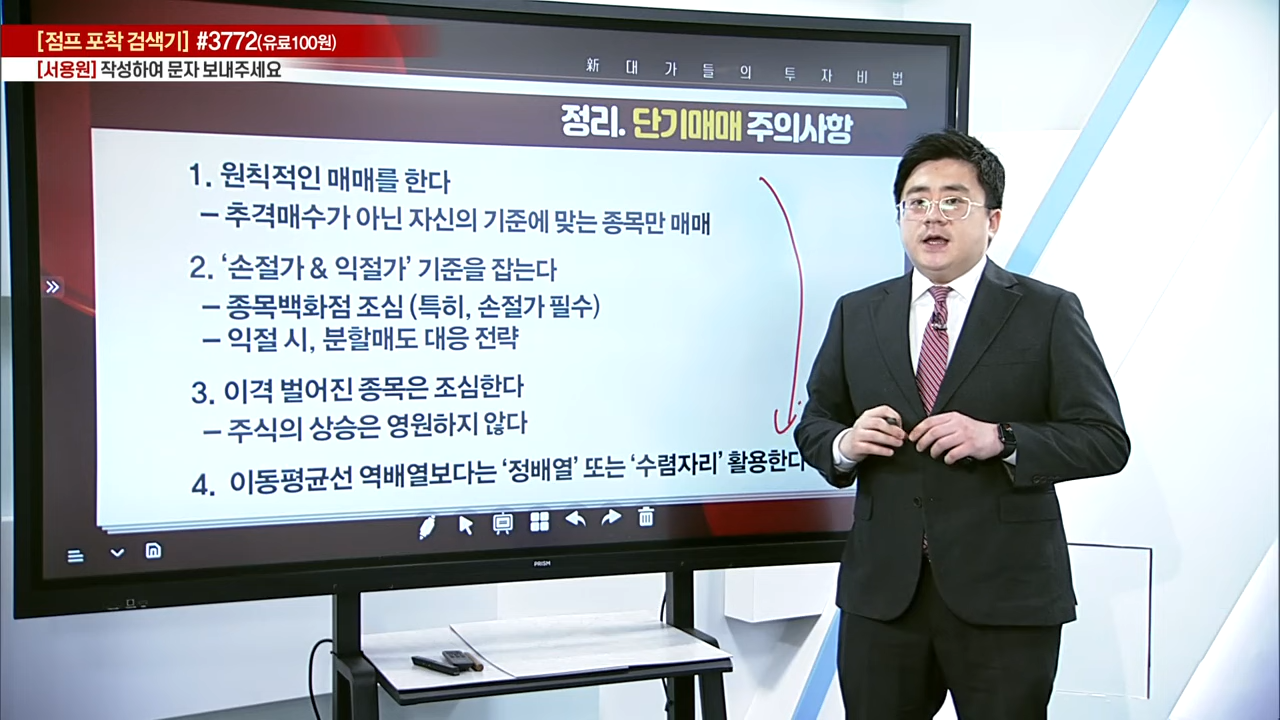 [점프 포착 검색기] #3772(유료100원)
[서용원] 작성하여 문자 보내주세요
新 대 가 들 의 투 자 비 법
정리. 단기매매 주의사항
1. 원칙적인 매매를 한다
– 추격매수가 아닌 자신의 기준에 맞는 종목만 매매
2. ‘손절가 & 익절가’ 기준을 잡는다
– 종목백화점 조심 (특히, 손절가 필수)
– 익절 시, 분할매도 대응 전략
3. 이격 벌어진 종목은 조심한다
– 주식의 상승은 영원하지 않다
4. 이동평균선 역배열보다는 ‘정배열’ 또는 ‘수렴자리’ 활용한다
PRISM